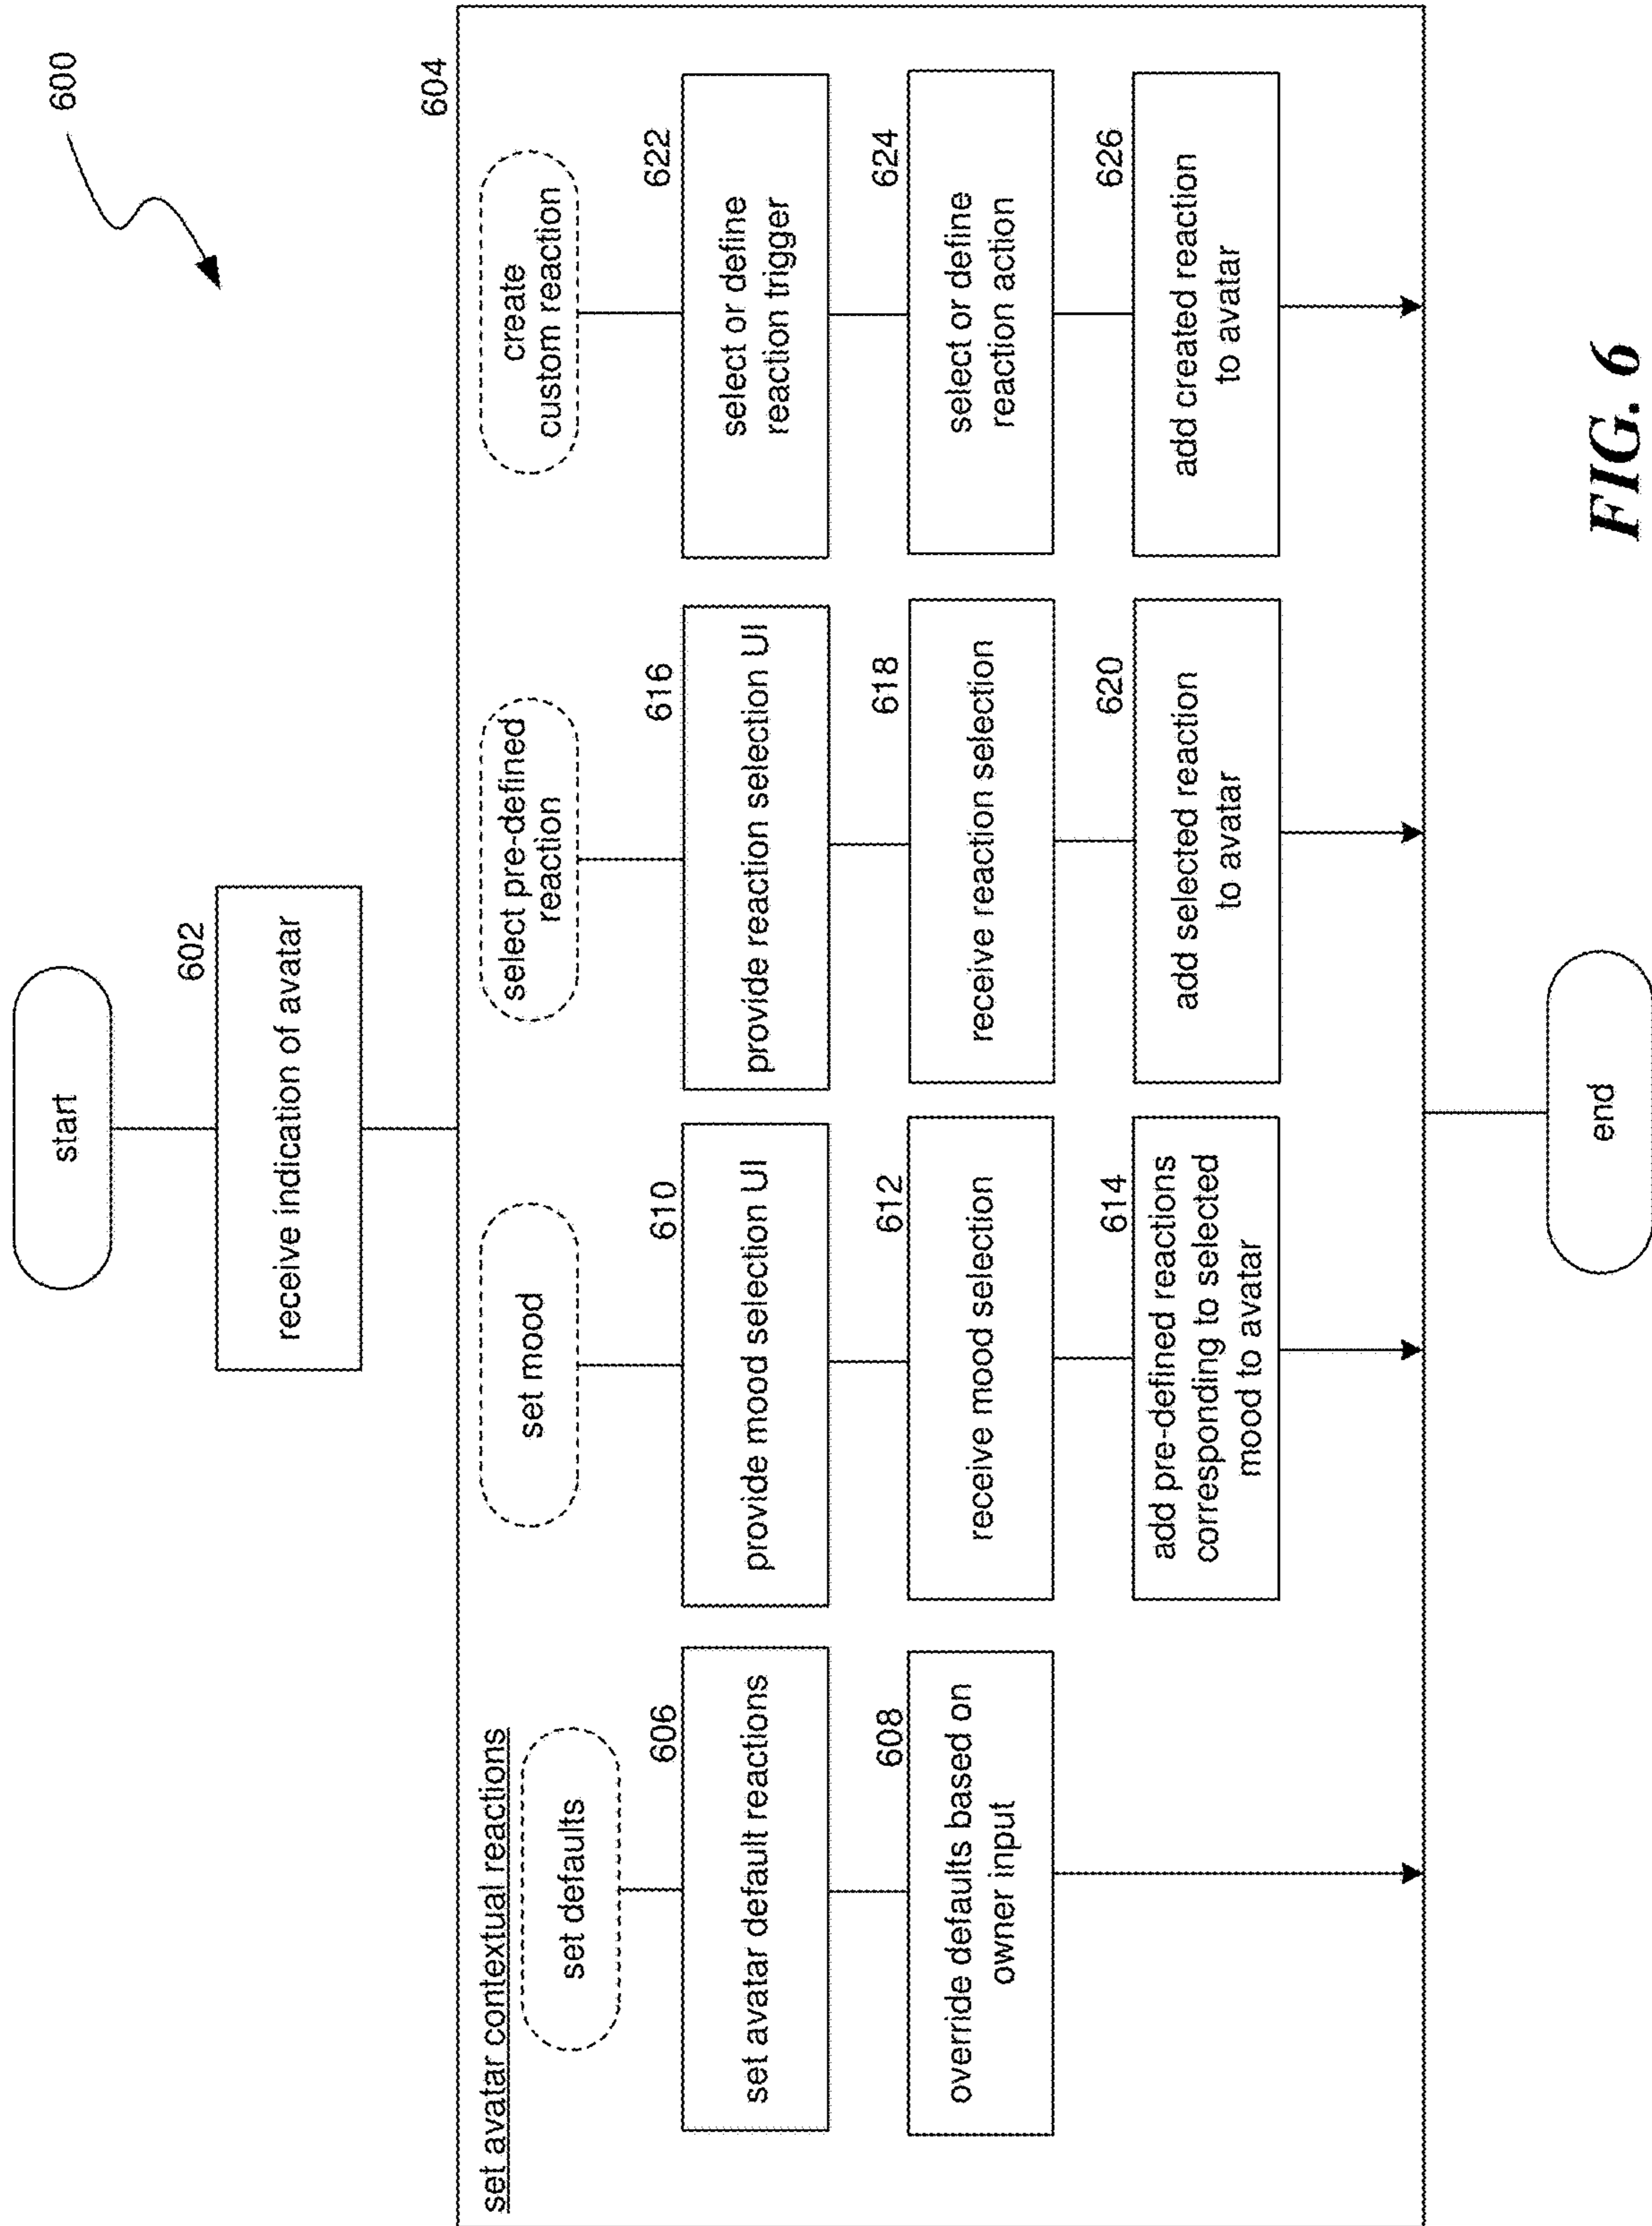 600
start
602
receive indication of avatar
604
set avatar contextual reactions
set defaults
606
set avatar default reactions
608
override defaults based on
owner input
set mood
610
provide mood selection UI
612
receive mood selection
614
add pre-defined reactions
corresponding to selected
mood to avatar
select pre-defined
reaction
616
provide reaction selection UI
618
receive reaction selection
620
add selected reaction
to avatar
create
custom reaction
622
select or define
reaction trigger
624
select or define
reaction action
626
add created reaction
to avatar
end
FIG. 6